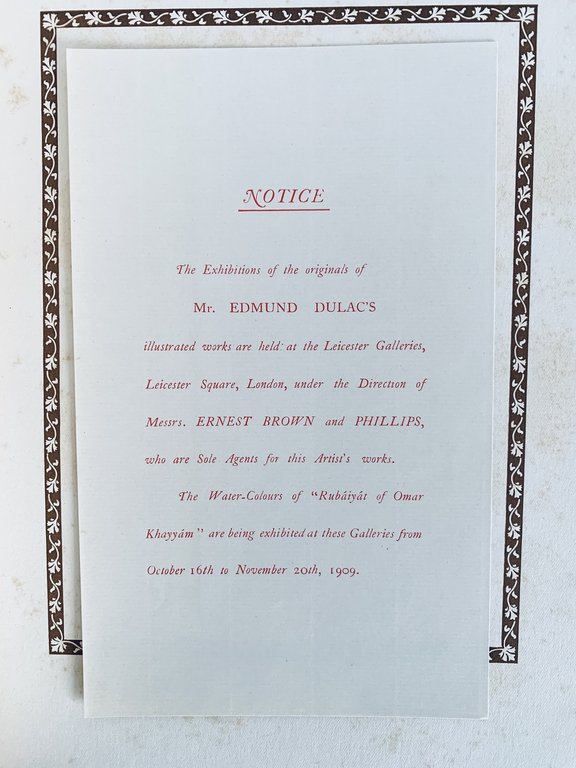 NOTICE
The Exhibitions of the originals of
Mr. EDMUND DULAC'S
illustrated works are held at the Leicester Galleries,
Leicester Square, London, under the Direction of
Messrs. ERNEST BROWN and PHILLIPS,
who are Sole Agents for this Artist's works.
The Water-Colours of "Rubáiyát of Omar
Khayyám" are being exhibited at these Galleries from
October 16th to November 20th, 1909.